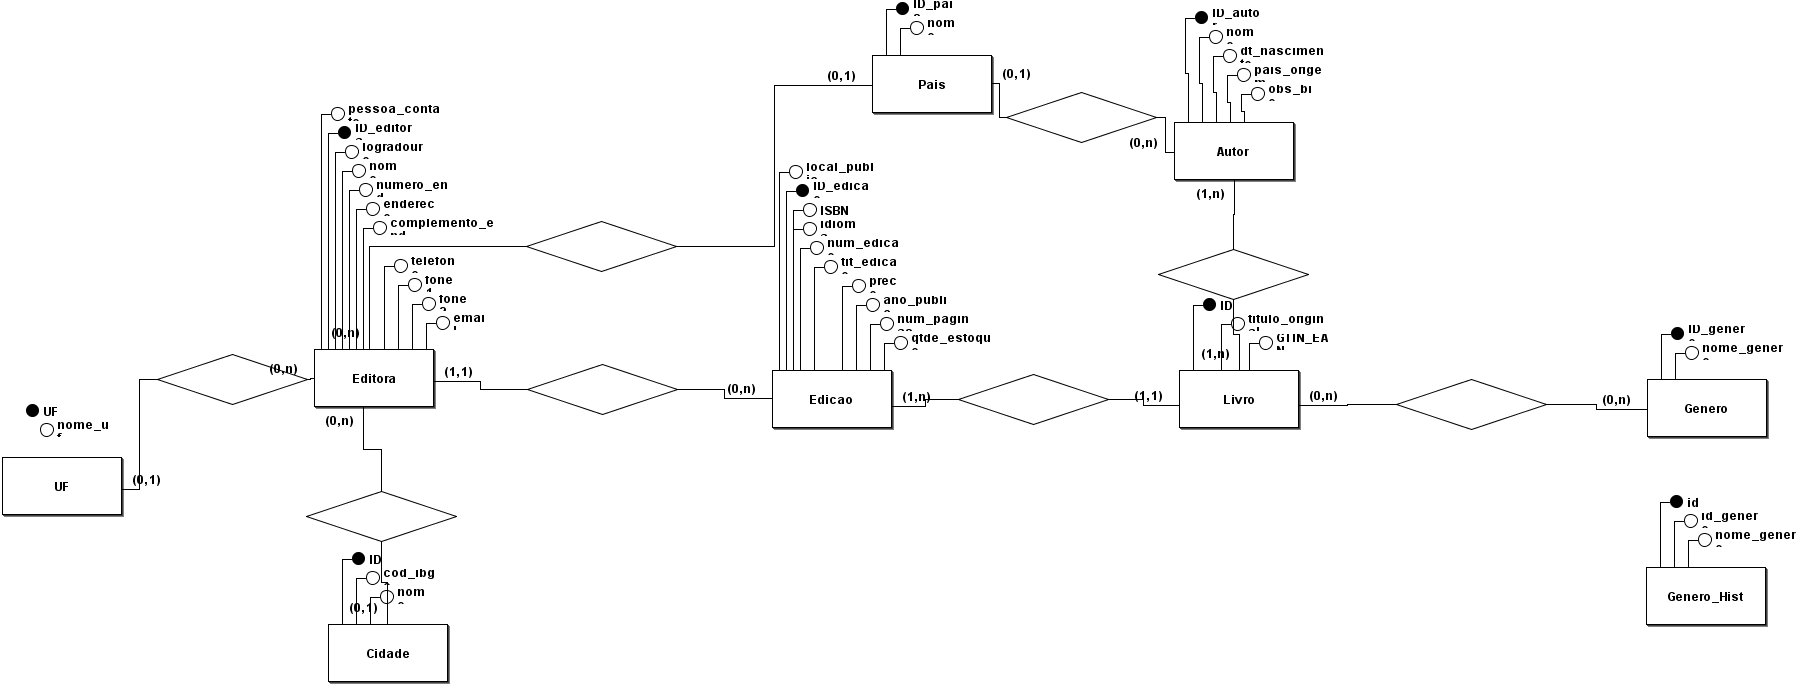 ID_pai
nom
(0,1)
Pais
(0,1)
ID_auto
nom
dt_nascimen
pais_orige
obs_bi
(0,n)
Autor
(1,n)
pessoa_conta
ID_editor
logradour
nom
numero_en
enderec
complemento_e
telefon
fone
fone
emai
(0,n)
(0,n)
Editora
(1,1)
(0,n)
local_publi
ID_edica
ISBN
idiom
num_edica
tit_edica
prec
ano_publi
num_pagin
qtde_estoqu
(0,n)
Edicao
(1,n)
ID
titulo_origin
GTIN_EA
(1,n)
(1,1)
Livro
(0,n)
ID_gener
nome_gener
(0,n)
Genero
UF
nome_u
UF
(0,1)
ID
cod_ibg
nom
(0,1)
Cidade
id
id_gener
nome_gener
Genero_Hist